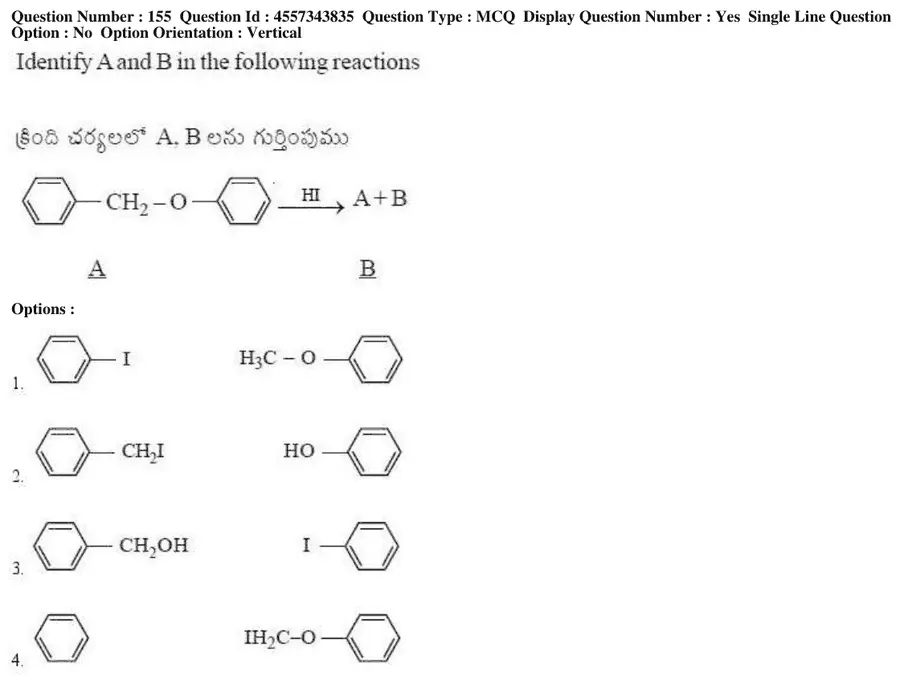 Question Number : 155 Question Id : 4557343835 Question Type : MCQ Display Question Number : Yes Single Line Question
Option : No Option Orientation : Vertical
Identify A and B in the following reactions
క్రింది చర్యలలో A, B లను గుర్తింపుము
CH₂ – O HI A + B
A B
Options :
I H₃C – O
1.
CH₂I HO
2.
CH₂OH I
3.
IH₂C–O
4.